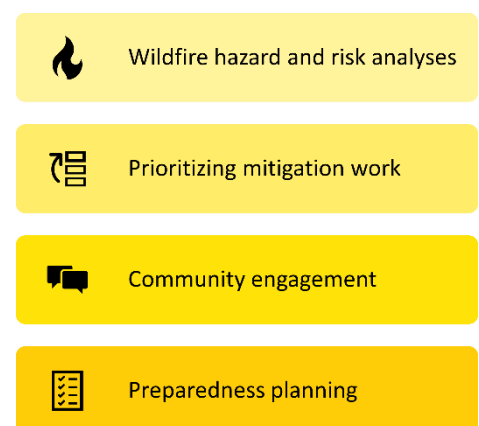 Wildfire hazard and risk analyses
Prioritizing mitigation work
Community engagement
Preparedness planning